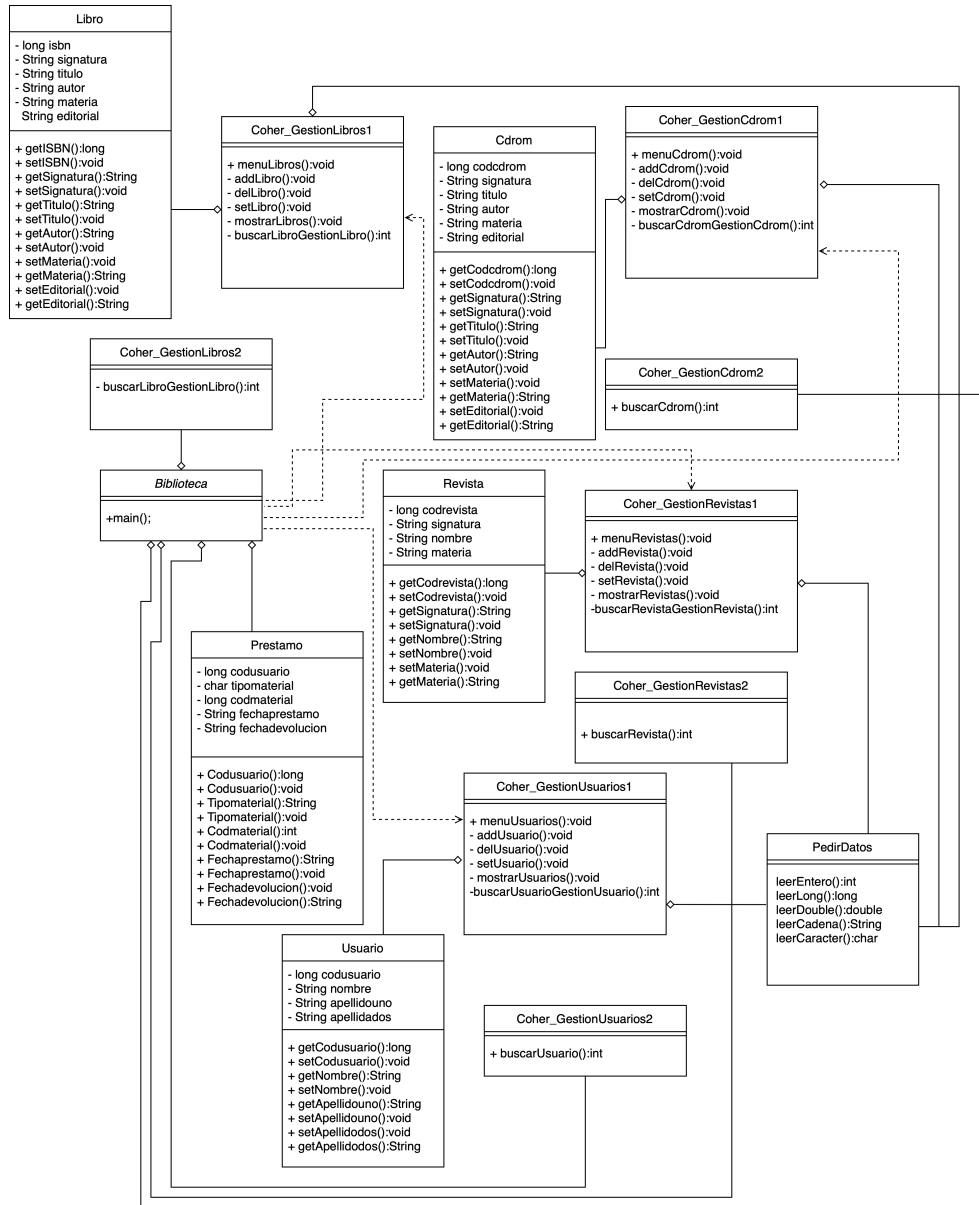 Libro
- long isbn
- String signatura
- String titulo
- String autor
- String materia
String editorial
+ getISBN():long
+ setISBN():void
+ getSignatura():String
+ setSignatura():void
+ getTitulo():String
+ setTitulo():void
+ getAutor():String
+ setAutor():void
+ setMateria():void
+ getMateria():String
+ setEditorial():void
+ getEditorial():String
Coher_GestionLibros1
+ menuLibros():void
- addLibro():void
- delLibro():void
- setLibro():void
- mostrarLibros():void
- buscarLibroGestionLibro():int
Cdrom
- long codcdrom
- String signatura
- String titulo
- String autor
- String materia
- String editorial
+ getCodcdrom():long
+ setCodcdrom():void
+ getSignatura():String
+ setSignatura():void
+ getTitulo():String
+ setTitulo():void
+ getAutor():String
+ setAutor():void
+ setMateria():void
+ getMateria():String
+ setEditorial():void
+ getEditorial():String
Coher_GestionCdrom1
+ menuCdrom():void
- addCdrom():void
- delCdrom():void
- setCdrom():void
- mostrarCdrom():void
- buscarCdromGestionCdrom():int
Coher_GestionLibros2
- buscarLibroGestionLibro():int
Coher_GestionCdrom2
+ buscarCdrom():int
Biblioteca
+main();
Revista
- long codrevista
- String signatura
- String nombre
- String materia
+ getCodrevista():long
+ setCodrevista():void
+ getSignatura():String
+ setSignatura():void
+ getNombre():String
+ setNombre():void
+ setMateria():void
+ getMateria():String
Coher_GestionRevistas1
+ menuRevistas():void
- addRevista():void
- delRevista():void
- setRevista():void
- mostrarRevistas():void
-buscarRevistaGestionRevista():int
Prestamo
- long codusuario
- char tipomaterial
- long codmaterial
- String fechaprestamo
- String fechadevolucion
+ Codusuario():long
+ Codusuario():void
+ Tipomaterial():String
+ Tipomaterial():void
+ Codmaterial():int
+ Codmaterial():void
+ Fechaprestamo():String
+ Fechaprestamo():void
+ Fechadevolucion():void
+ Fechadevolucion():String
Coher_GestionRevistas2
+ buscarRevista():int
Coher_GestionUsuarios1
+ menuUsuarios():void
- addUsuario():void
- delUsuario():void
- setUsuario():void
- mostrarUsuarios():void
-buscarUsuarioGestionUsuario():int
PedirDatos
leerEntero():int
leerLong():long
leerDouble():double
leerCadena():String
leerCaracter():char
Usuario
- long codusuario
- String nombre
- String apellidouno
- String apellidados
+ getCodusuario():long
+ setCodusuario():void
+ getNombre():String
+ setNombre():void
+ getApellidouno():String
+ setApellidouno():void
+ setApellidodos():void
+ getApellidodos():String
Coher_GestionUsuarios2
+ buscarUsuario():int